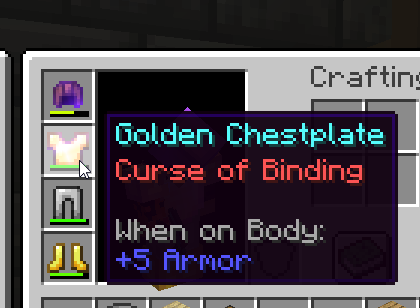 Crafting
Golden Chestplate
Curse of Binding
When on Body:
+5 Armor